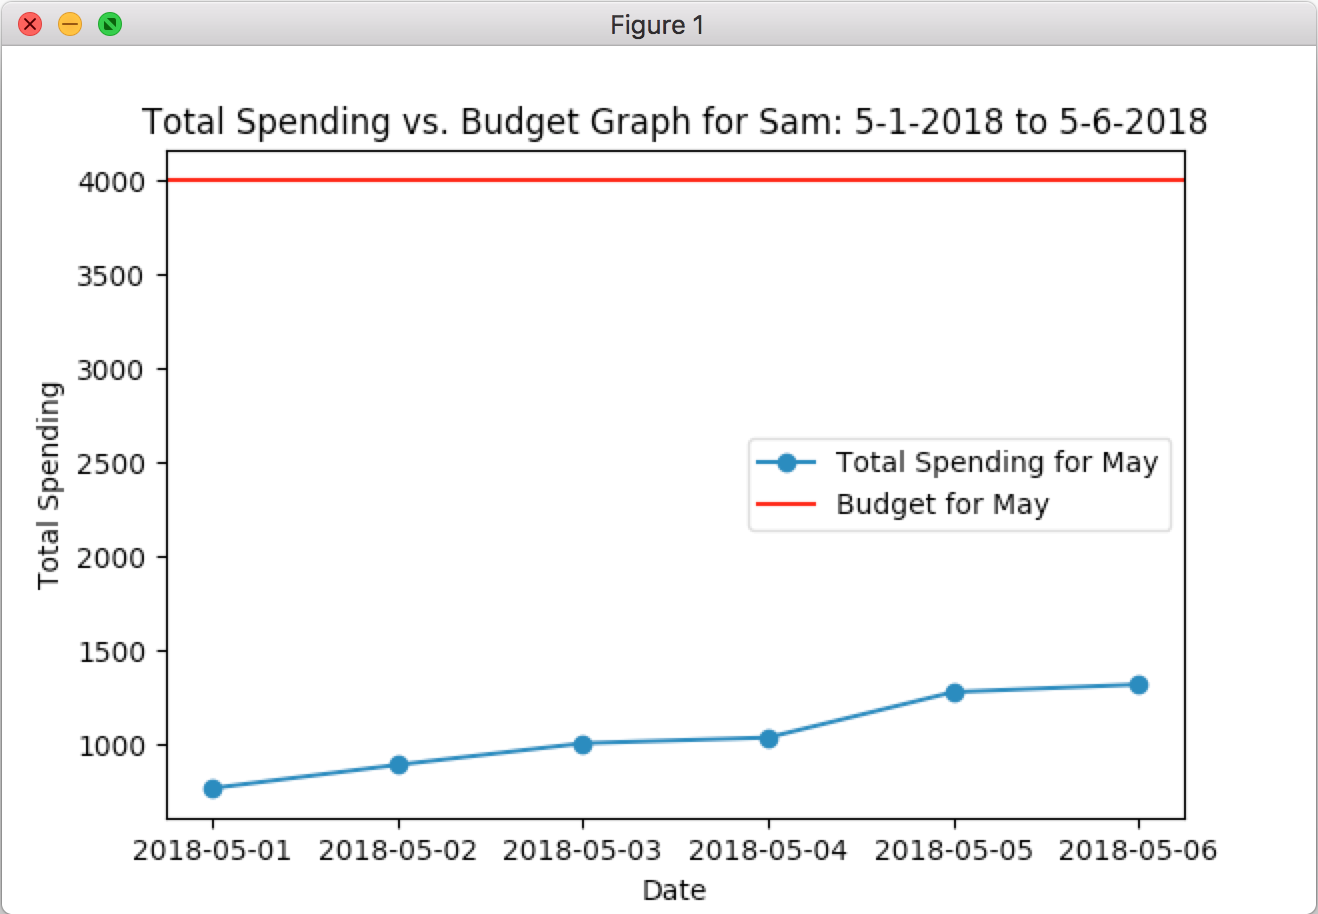 Figure 1
Total Spending vs. Budget Graph for Sam: 5-1-2018 to 5-6-2018
4000
3500
3000
2500
2000
1500
1000
Total Spending
Total Spending for May
Budget for May
2018-05-01 2018-05-02 2018-05-03 2018-05-04 2018-05-05 2018-05-06
Date